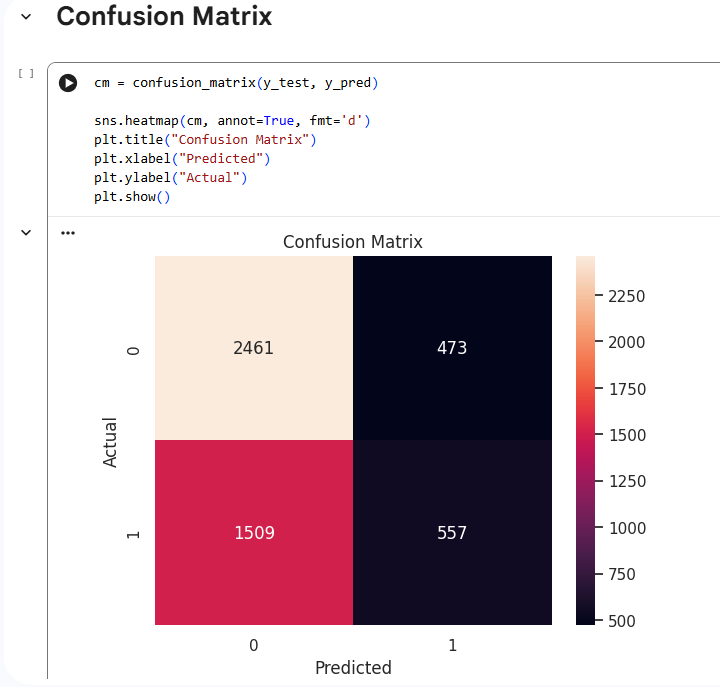 Confusion Matrix
[ ]
cm = confusion_matrix(y_test, y_pred)
sns.heatmap(cm, annot=True, fmt='d')
plt.title("Confusion Matrix")
plt.xlabel("Predicted")
plt.ylabel("Actual")
plt.show()
Confusion Matrix
2461
473
1509
557
0
1
Actual
0
1
Predicted
2250
2000
1750
1500
1250
1000
750
500